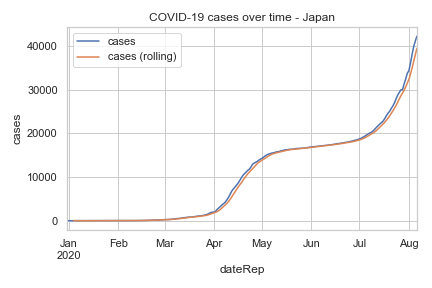 COVID-19 cases over time - Japan
cases
cases (rolling)
cases
40000
30000
20000
10000
0
Jan Feb Mar Apr May Jun Jul Aug
2020
dateRep